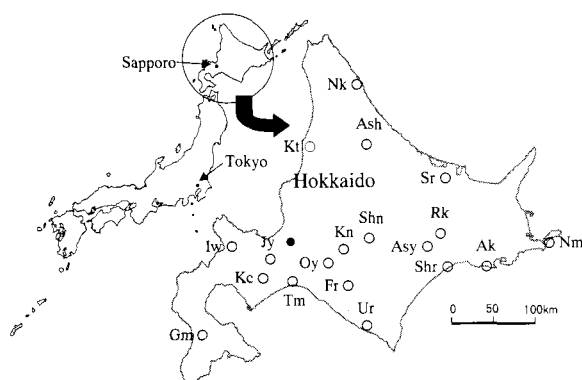 Sapporo
Nk
Ash
Kt
Tokyo
Hokkaido
Sr
Shn
Rk
Iw
Jy
Kn
Asy
Ak
Nm
Kc
Oy
Shr
Tm
Fr
Ur
Gm
0 50 100km